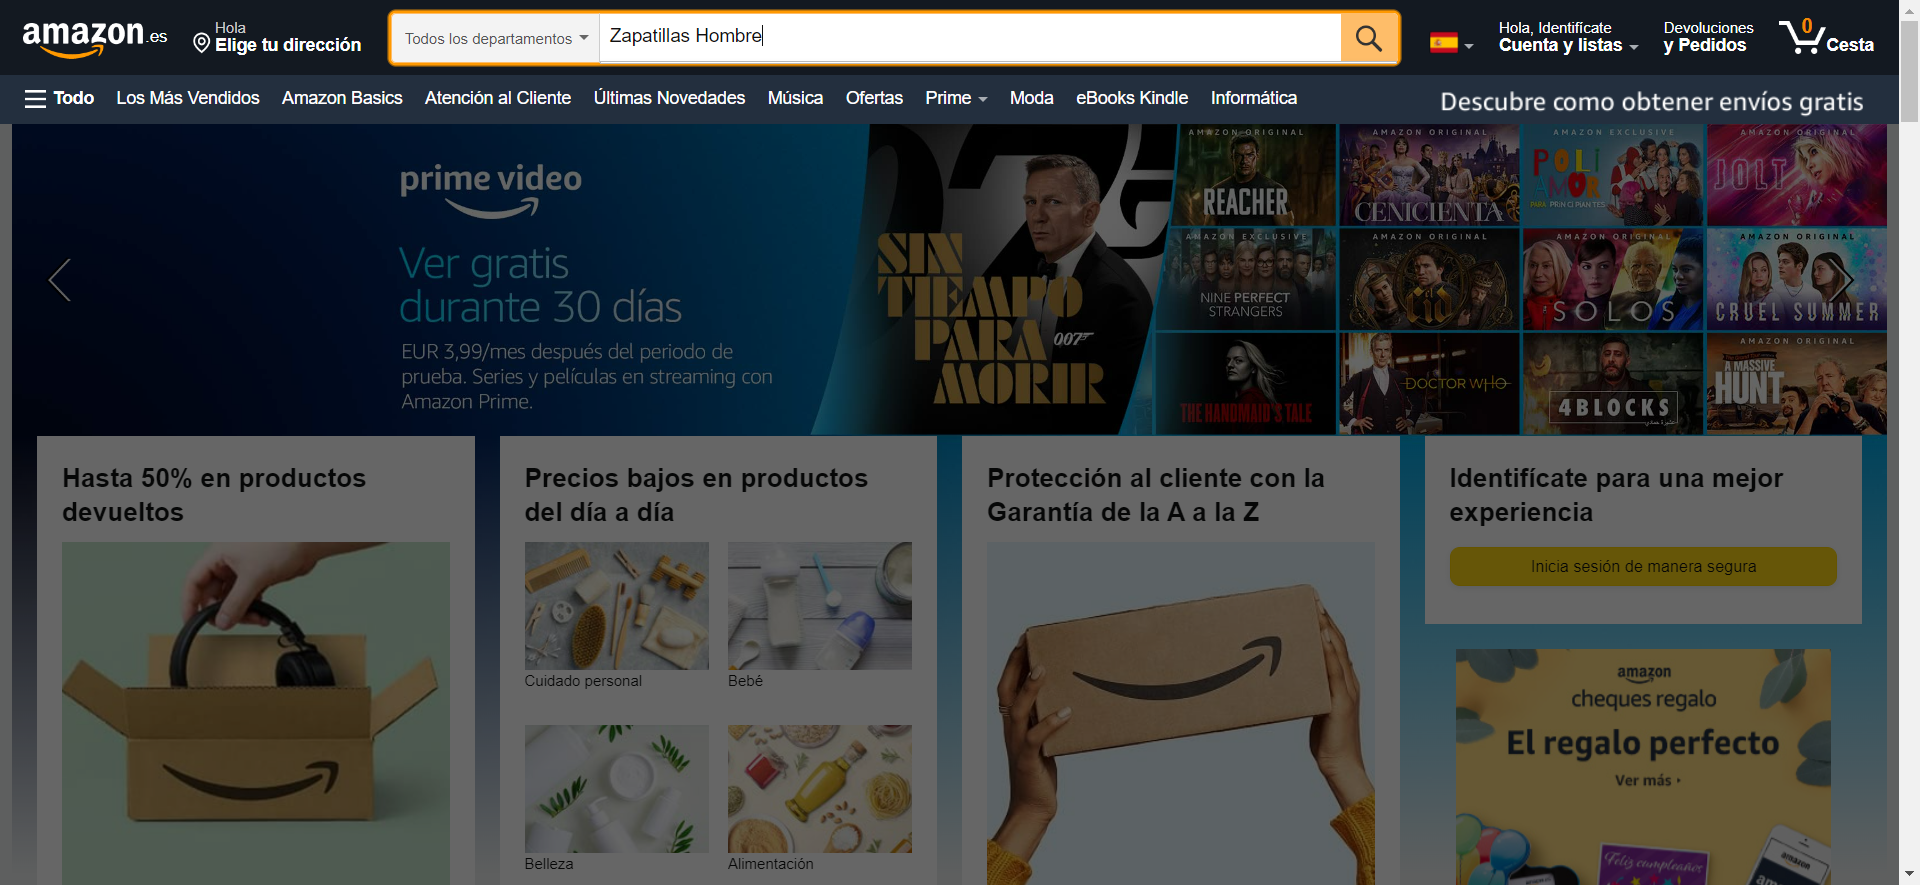 amazon.es
Hola
Elige tu dirección
Todos los departamentos
Zapatillas Hombre
Hola, Identifícate
Cuenta y listas
Devoluciones
y Pedidos
0
Cesta
Todo
Los Más Vendidos
Amazon Basics
Atención al Cliente
Últimas Novedades
Música
Ofertas
Prime
Moda
eBooks Kindle
Informática
Descubre como obtener envíos gratis
prime video
Ver gratis
durante 30 días
EUR 3,99/mes después del periodo de
prueba. Series y películas en streaming con
Amazon Prime.
SIN
TIEMPO
PARA
MORIR
007
AMAZON ORIGINAL
REACHER
AMAZON ORIGINAL
CENICIENTA
AMAZON EXCLUSIVE
POLI
AMOR
PARA PRINCIPIANTES
AMAZON ORIGINAL
JOLT
AMAZON EXCLUSIVE
NINE PERFECT
STRANGERS
AMAZON ORIGINAL
el
Cid
AMAZON ORIGINAL
SOLOS
AMAZON ORIGINAL
CRUEL SUMMER
THE HANDMAID'S TALE
DOCTOR WHO
4BLOCKS
AMAZON ORIGINAL
A MASSIVE
HUNT
Hasta 50% en productos
devueltos
Precios bajos en productos
del día a día
Cuidado personal
Bebé
Belleza
Alimentación
Protección al cliente con la
Garantía de la A a la Z
Identifícate para una mejor
experiencia
Inicia sesión de manera segura
amazon
cheques regalo
El regalo perfecto
Ver más
Feliz cumpleaños
amazon